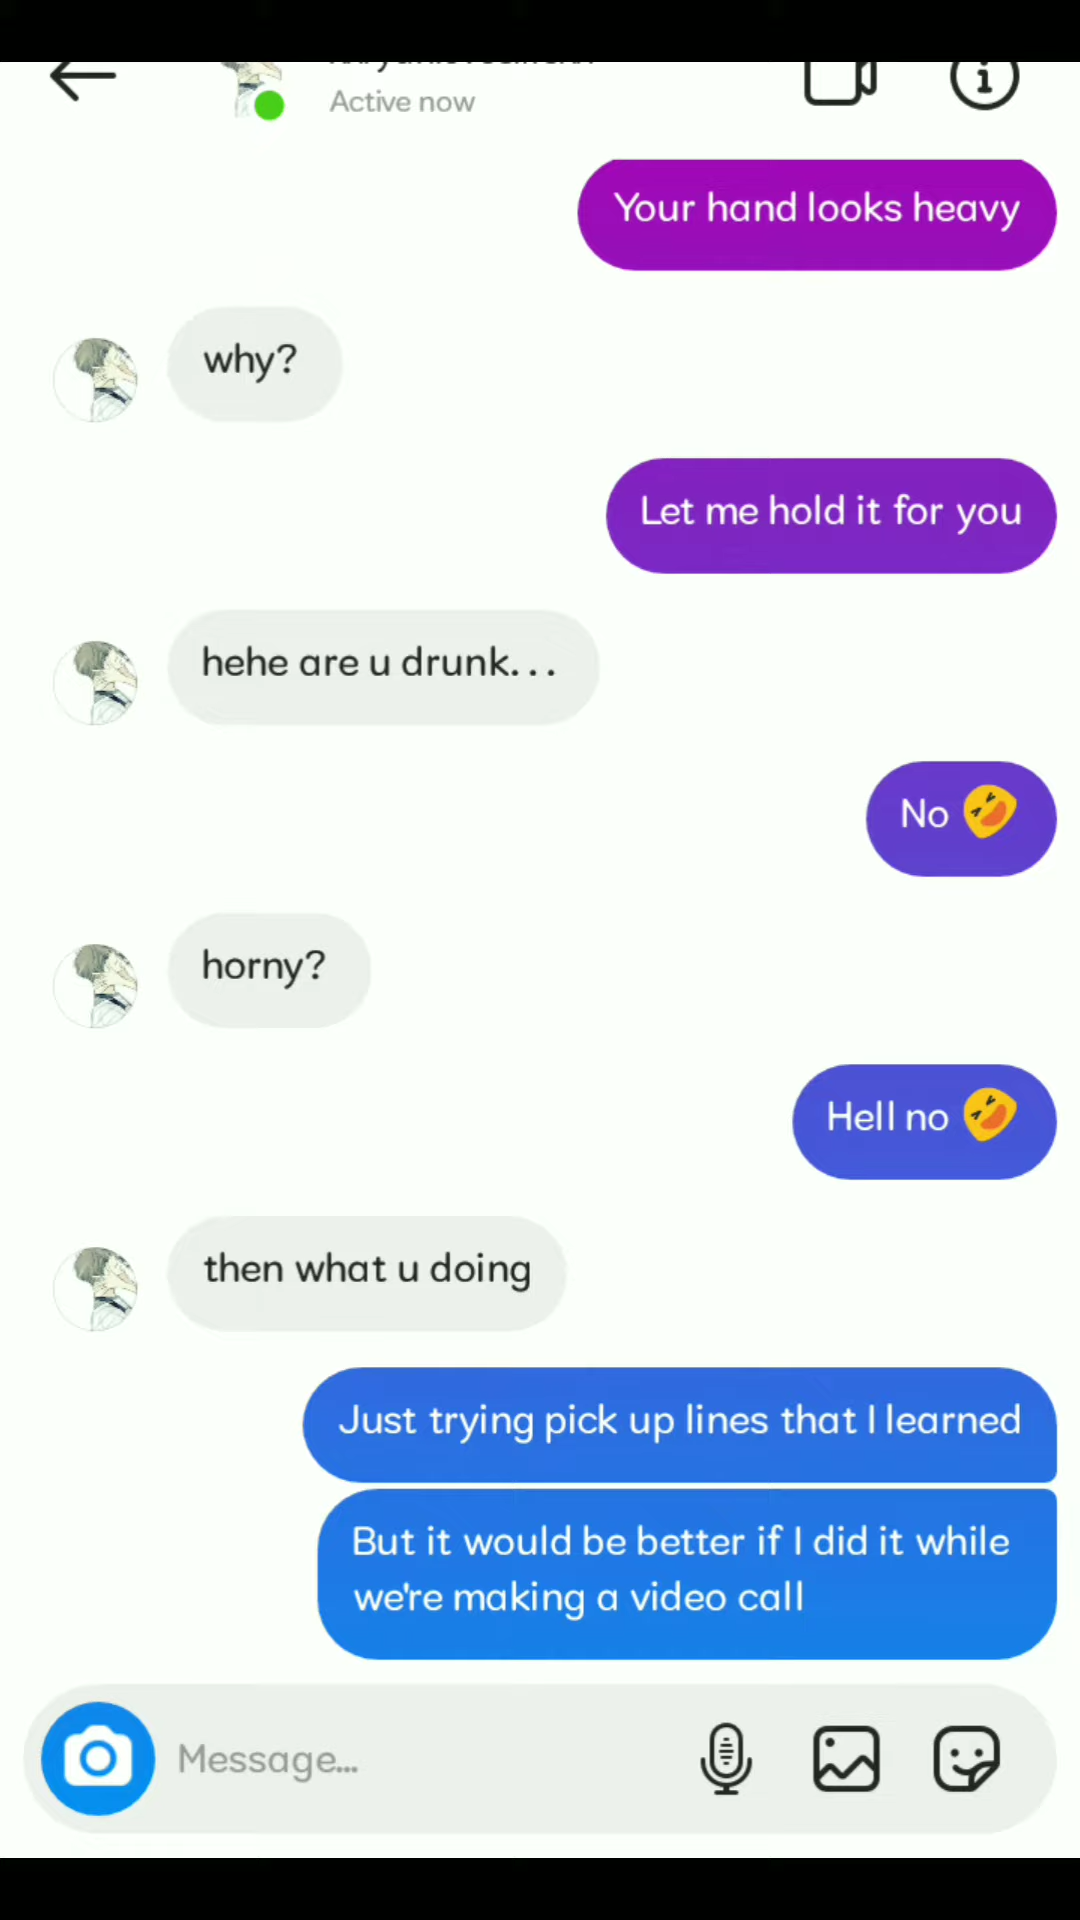 Active now
Your hand looks heavy
why?
Let me hold it for you
hehe are u drunk...
No 🤣
horny?
Hell no 🤣
then what u doing
Just trying pick up lines that I learned
But it would be better if I did it while
we're making a video call
Message...